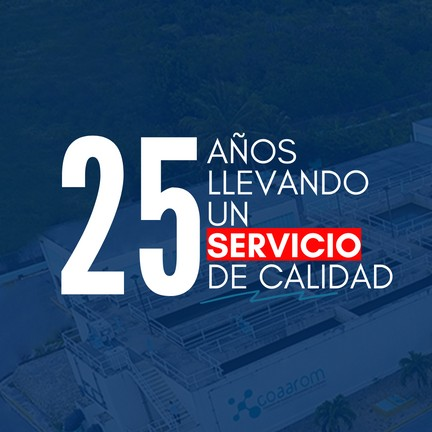 25
AÑOS
LLEVANDO
UN
SERVICIO
DE CALIDAD
coaarom